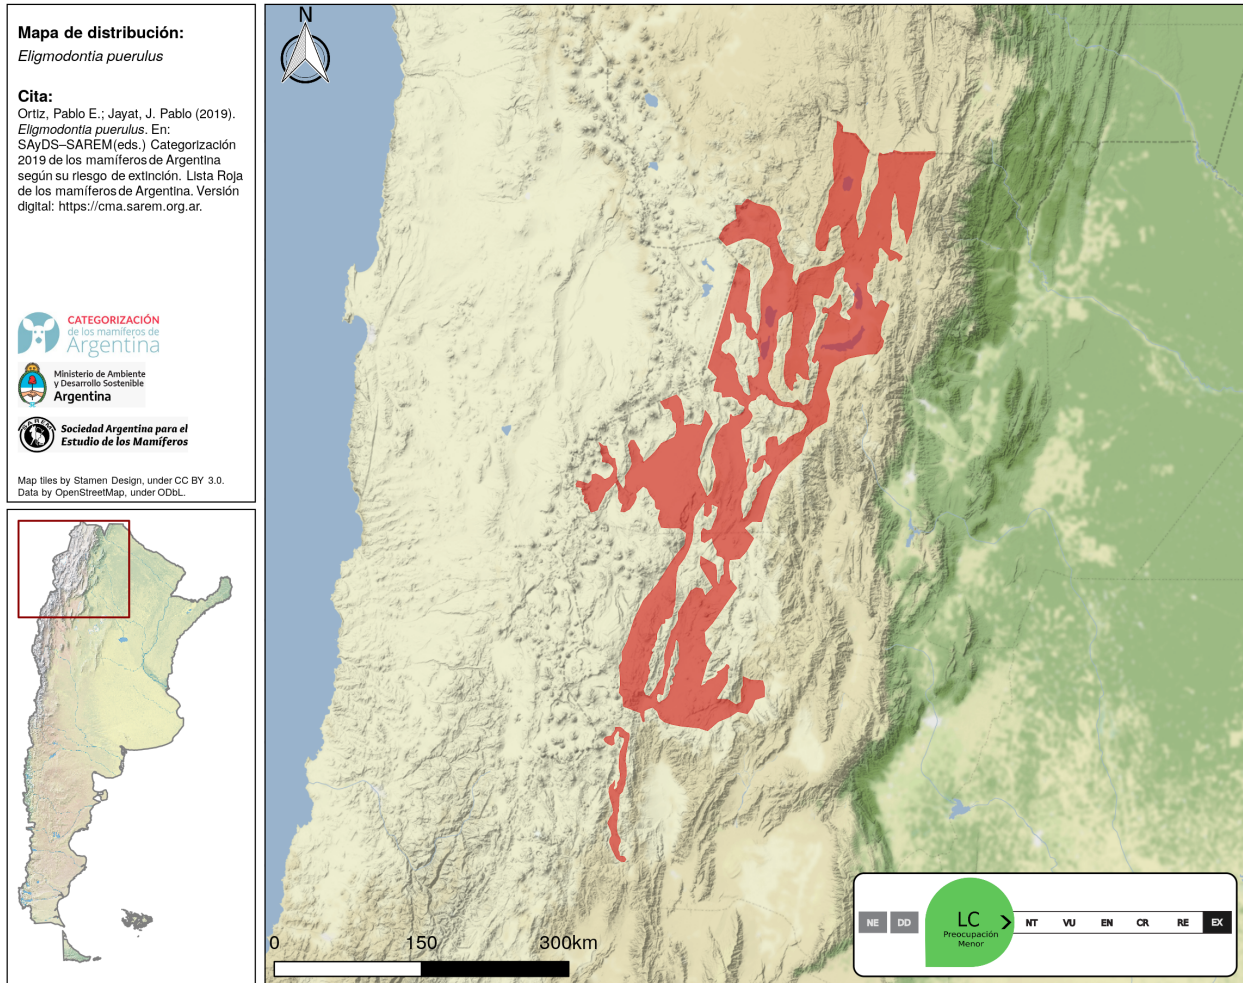 Mapa de distribución:
Eligmodontia puerulus
Cita:
Ortiz, Pablo E.; Jayat, J. Pablo (2019).
Eligmodontia puerulus. En:
SAyDS–SAREM(eds.) Categorización
2019 de los mamíferos de Argentina
según su riesgo de extinción. Lista Roja
de los mamíferos de Argentina. Versión
digital: https://cma.sarem.org.ar.
CATEGORIZACIÓN
de los mamíferos de
Argentina
Ministerio de Ambiente
y Desarrollo Sostenible
Argentina
SAREM
Sociedad Argentina para el
Estudio de los Mamíferos
Map tiles by Stamen Design, under CC BY 3.0.
Data by OpenStreetMap, under ODbL.
N
0 150 300km
NE DD LC NT VU EN CR RE EX
Preocupación
Menor